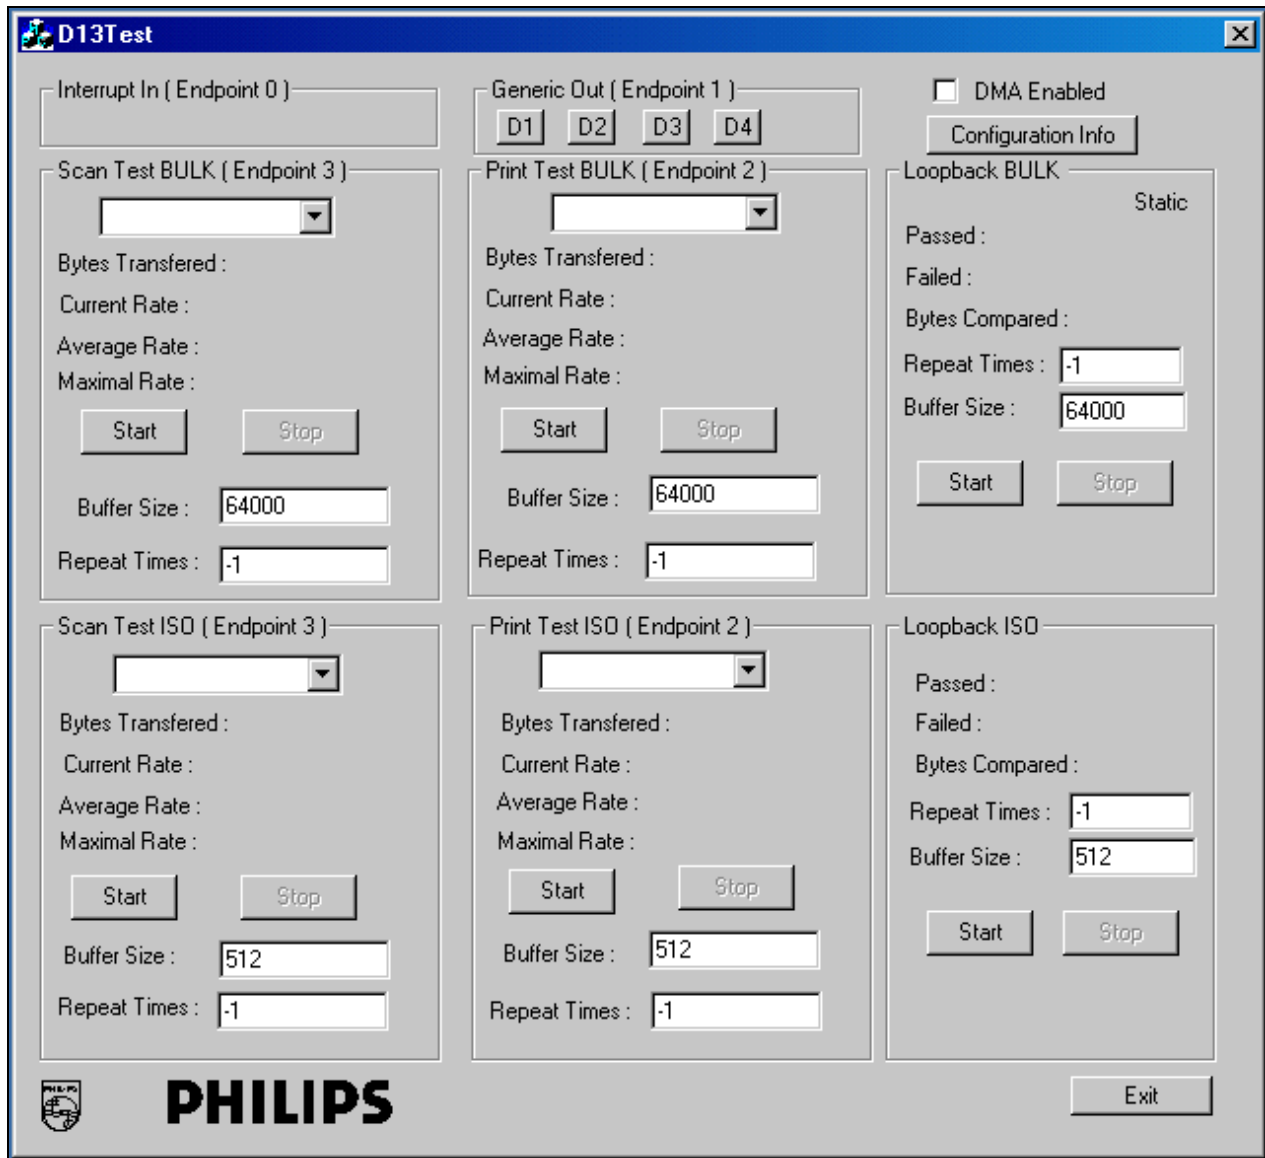 D13Test
Interrupt In ( Endpoint 0 )
Generic Out ( Endpoint 1 )
D1 D2 D3 D4
DMA Enabled
Configuration Info
Scan Test BULK ( Endpoint 3 )
Bytes Transfered :
Current Rate :
Average Rate :
Maximal Rate :
Start Stop
Buffer Size : 64000
Repeat Times : -1
Print Test BULK ( Endpoint 2 )
Bytes Transfered :
Current Rate :
Average Rate :
Maximal Rate :
Start Stop
Buffer Size : 64000
Repeat Times : -1
Loopback BULK
Static
Passed :
Failed :
Bytes Compared :
Repeat Times : -1
Buffer Size : 64000
Start Stop
Scan Test ISO ( Endpoint 3 )
Bytes Transfered :
Current Rate :
Average Rate :
Maximal Rate :
Start Stop
Buffer Size : 512
Repeat Times : -1
Print Test ISO ( Endpoint 2 )
Bytes Transfered :
Current Rate :
Average Rate :
Maximal Rate :
Start Stop
Buffer Size : 512
Repeat Times : -1
Loopback ISO
Passed :
Failed :
Bytes Compared :
Repeat Times : -1
Buffer Size : 512
Start Stop
PHILIPS
PHILIPS
Exit